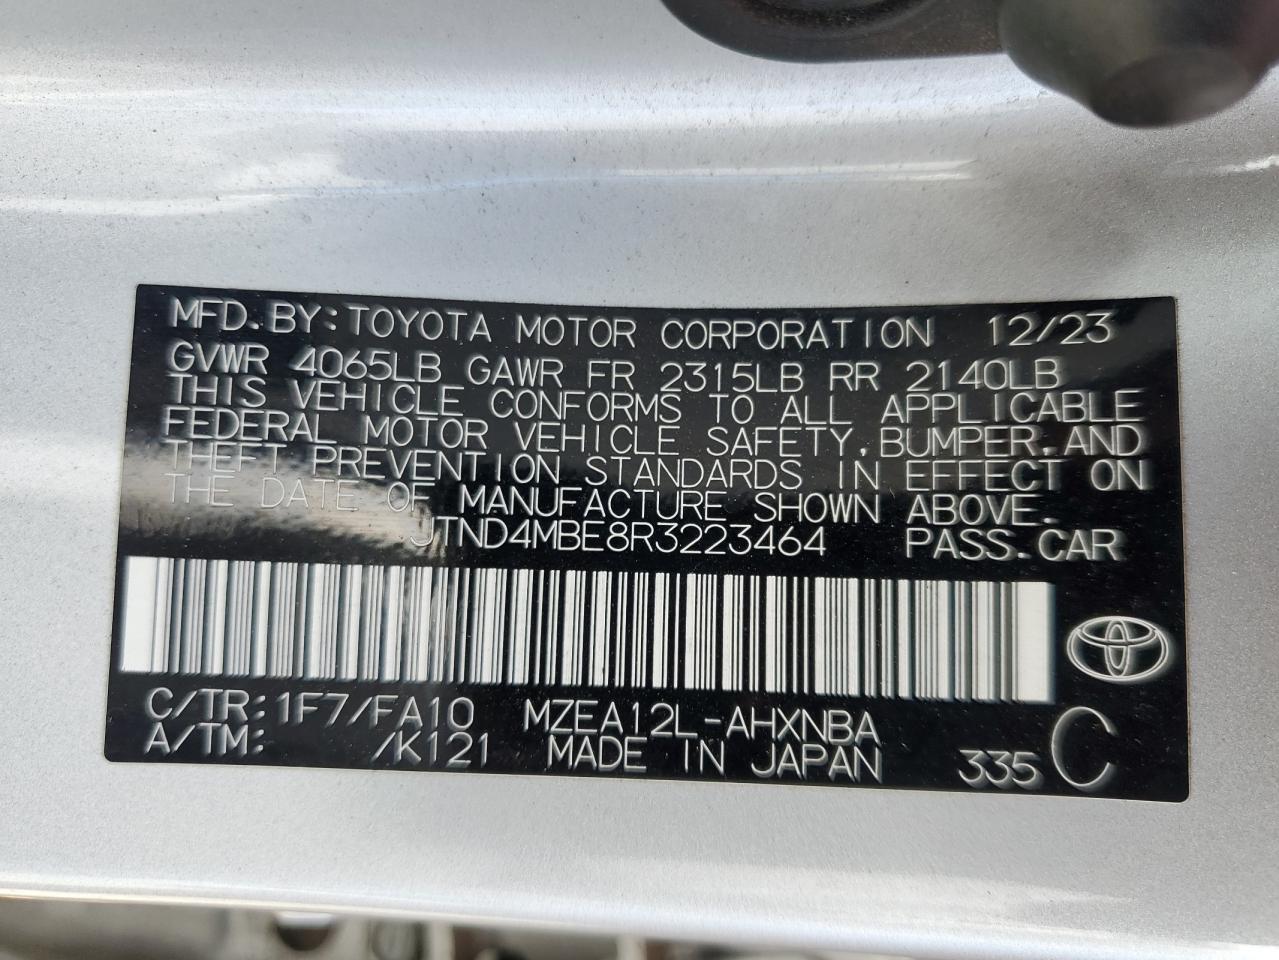 MFD.BY:TOYOTA MOTOR CORPORATION 12/23
GVWR 4065LB GAWR FR 2315LB RR 2140LB
THIS VEHICLE CONFORMS TO ALL APPLICABLE
FEDERAL MOTOR VEHICLE SAFETY,BUMPER,AND
THEFT PREVENTION STANDARDS IN EFFECT ON
THE DATE OF MANUFACTURE SHOWN ABOVE.
JTND4MBE8R3223464 PASS.CAR
C/TR:1F7/FA10 MZEA12L-AHXNBA
A/TM: /K121 MADE IN JAPAN 335 C